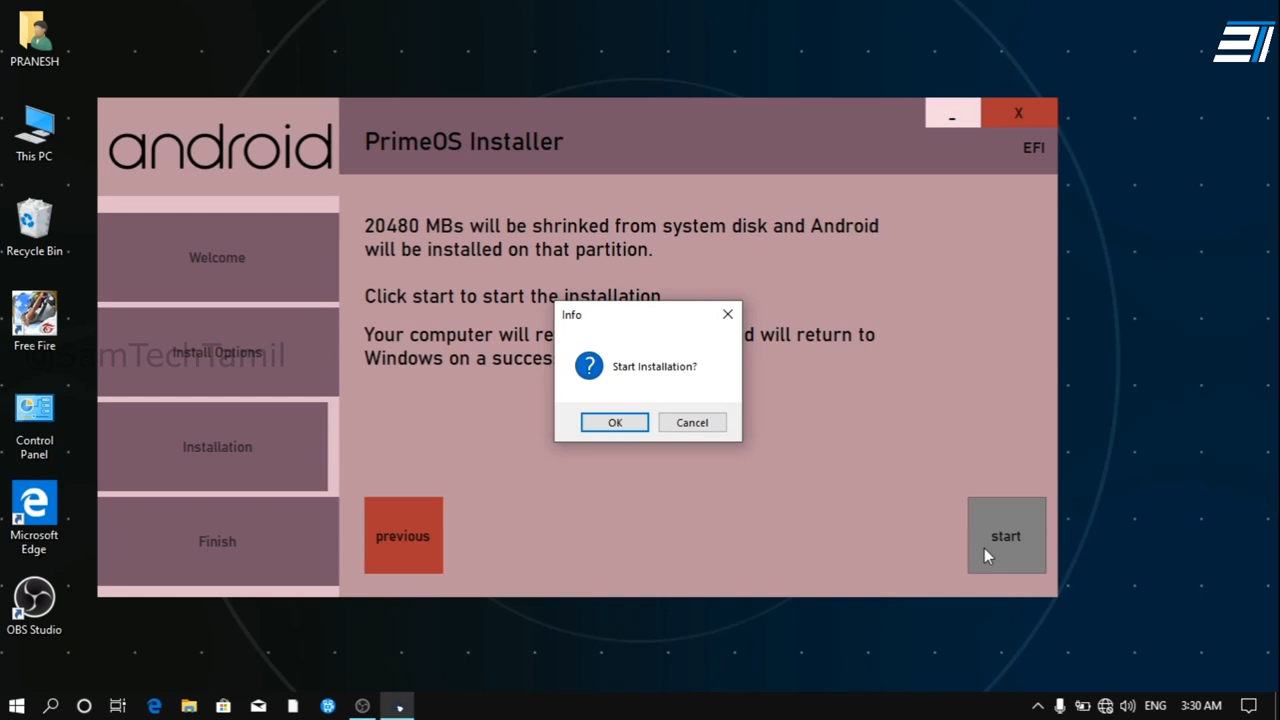 PRANESH
This PC
Recycle Bin
Free Fire
Control
Panel
Microsoft
Edge
OBS Studio
android
PrimeOS Installer
_
X
EFI
Welcome
Install Options
@SamTechTamil
Installation
Finish
20480 MBs will be shrinked from system disk and Android
will be installed on that partition.
Click start to start the installation
Your computer will re d will return to
Windows on a succes
Info
Start Installation?
OK
Cancel
previous
start
ENG
3:30 AM